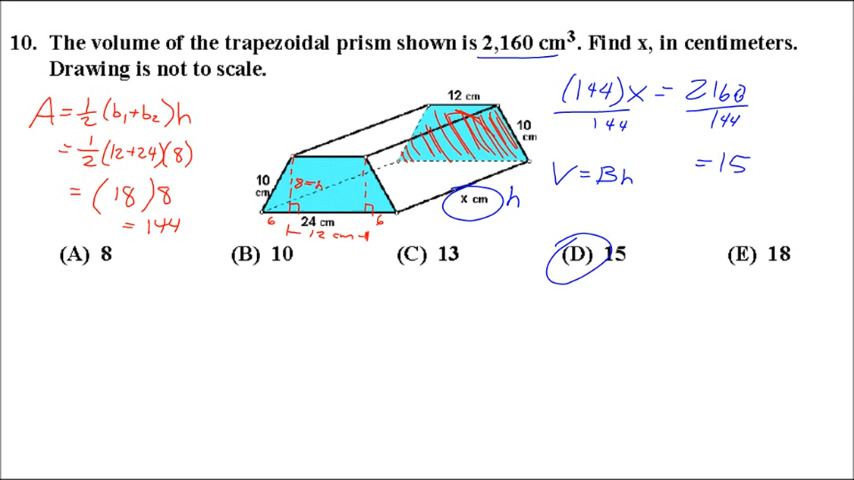 10. The volume of the trapezoidal prism shown is 2,160 cm³. Find x, in centimeters.
Drawing is not to scale.
A = ½(b₁+b₂)h
= ½(12+24)(8)
= (18)8
= 144
12 cm
10
cm
10
cm
8=h
x cm h
6
24 cm
6
12 cm
(144)x = 2160
144 144
V = Bh
= 15
(A) 8
(B) 10
(C) 13
(D) 15
(E) 18